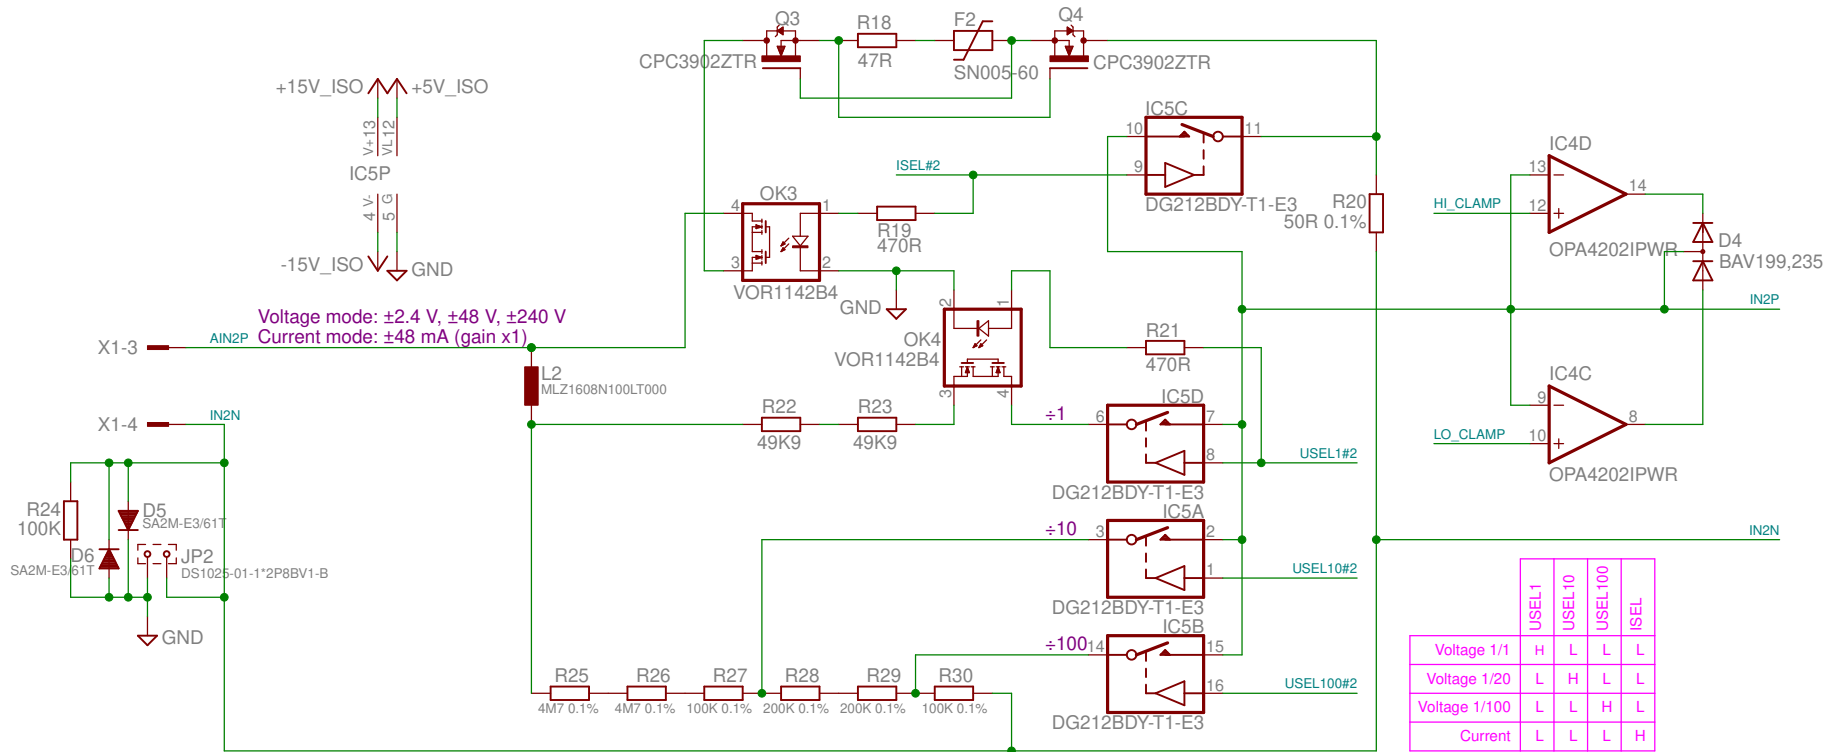 Q3
R18
F2
Q4
CPC3902ZTR
47R
SN005-60
CPC3902ZTR
+15V_ISO
+5V_ISO
V+ 13
VL 12
IC5P
4 V-
5 G
-15V_ISO
GND
IC5C
10
11
9
DG212BDY-T1-E3
ISEL#2
OK3
4
1
3
2
VOR1142B4
R19
470R
R20
50R 0.1%
GND
IC4D
13
14
12
HI_CLAMP
OPA4202IPWR
D4
BAV199,235
IN2P
Voltage mode: ±2.4 V, ±48 V, ±240 V
Current mode: ±48 mA (gain x1)
X1-3
AIN2P
L2
MLZ1608N100LT000
2
1
OK4
VOR1142B4
3
4
R21
470R
IC4C
9
8
10
LO_CLAMP
OPA4202IPWR
X1-4
IN2N
R22
49K9
R23
49K9
÷1
IC5D
6
7
8
USEL1#2
DG212BDY-T1-E3
R24
100K
D5
SA2M-E3/61T
D6
SA2M-E3/61T
JP2
DS1025-01-1*2P8BV1-B
GND
÷10
IC5A
3
2
1
USEL10#2
DG212BDY-T1-E3
IN2N
÷100
IC5B
14
15
16
USEL100#2
DG212BDY-T1-E3
R25
4M7 0.1%
R26
4M7 0.1%
R27
100K 0.1%
R28
200K 0.1%
R29
200K 0.1%
R30
100K 0.1%
USEL1 USEL10 USEL100 ISEL
Voltage 1/1 H L L L
Voltage 1/20 L H L L
Voltage 1/100 L L H L
Current L L L H